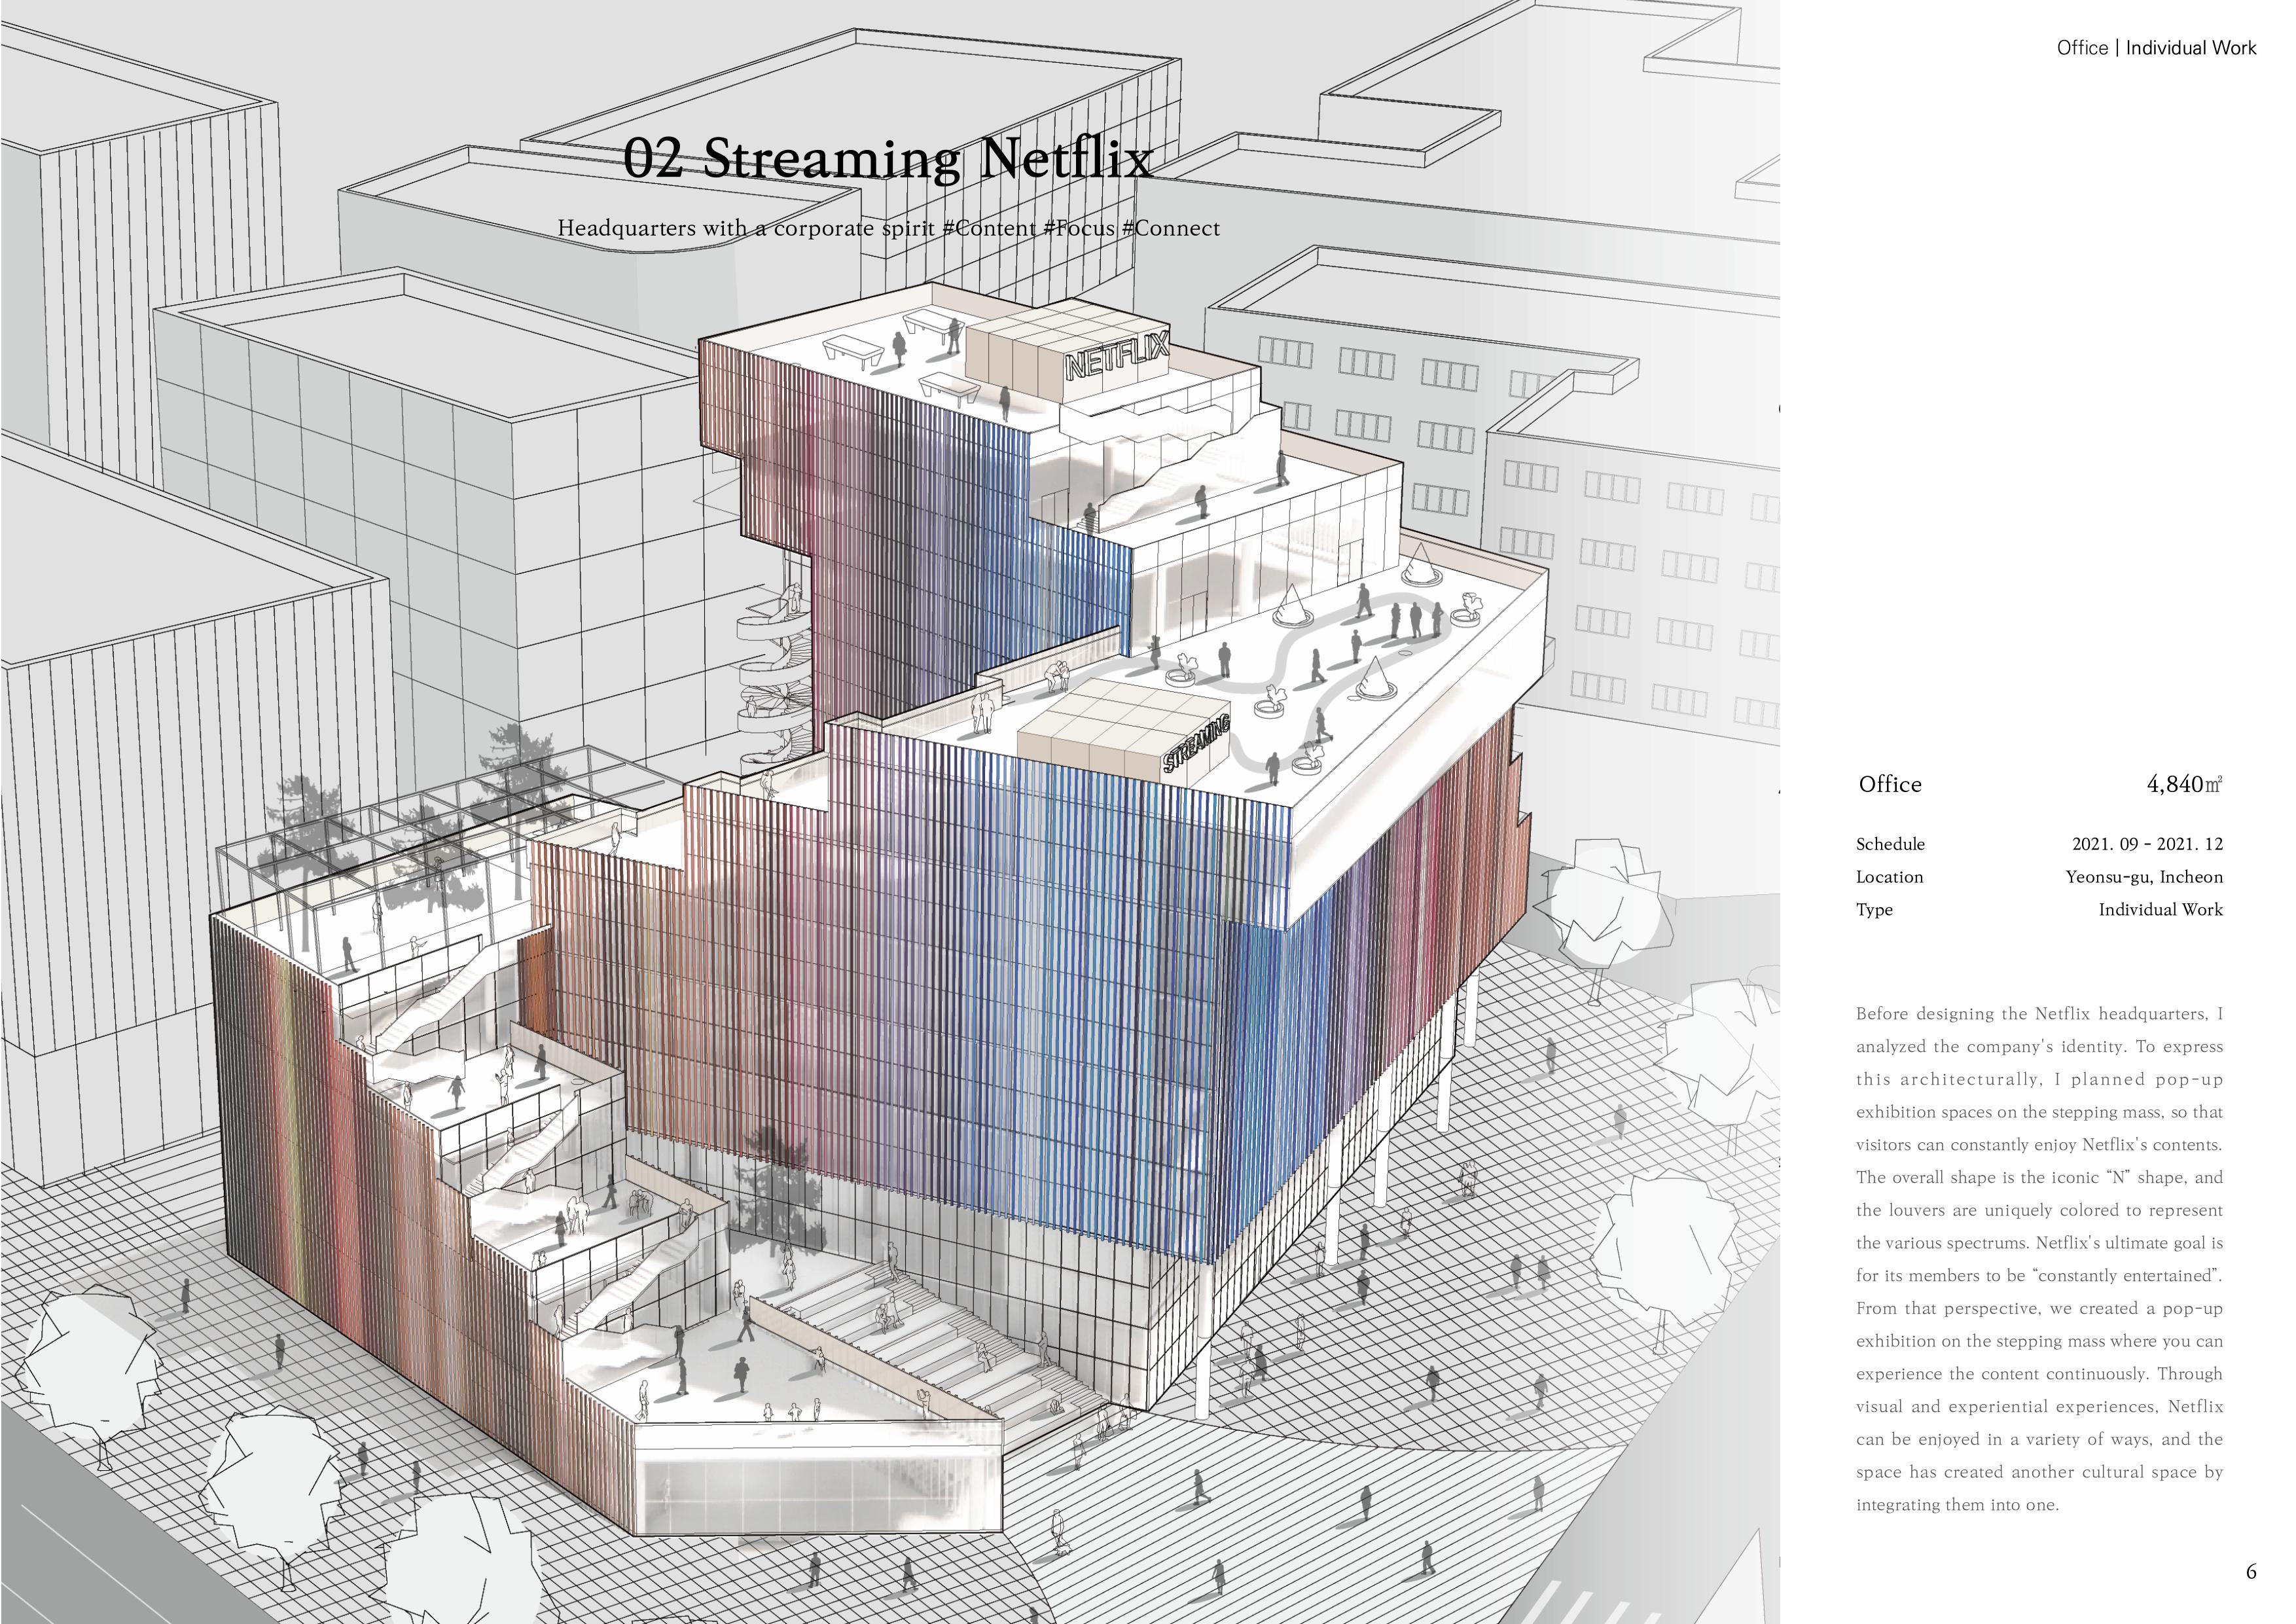 Office | Individual Work
02 Streaming Netflix
Headquarters with a corporate spirit #Content #Focus #Connect
NETFLIX
STREAMING
Office 4,840㎡
Schedule 2021. 09 - 2021. 12
Location Yeonsu-gu, Incheon
Type Individual Work
Before designing the Netflix headquarters, I
analyzed the company's identity. To express
this architecturally, I planned pop-up
exhibition spaces on the stepping mass, so that
visitors can constantly enjoy Netflix's contents.
The overall shape is the iconic “N” shape, and
the louvers are uniquely colored to represent
the various spectrums. Netflix's ultimate goal is
for its members to be “constantly entertained”.
From that perspective, we created a pop-up
exhibition on the stepping mass where you can
experience the content continuously. Through
visual and experiential experiences, Netflix
can be enjoyed in a variety of ways, and the
space has created another cultural space by
integrating them into one.
6